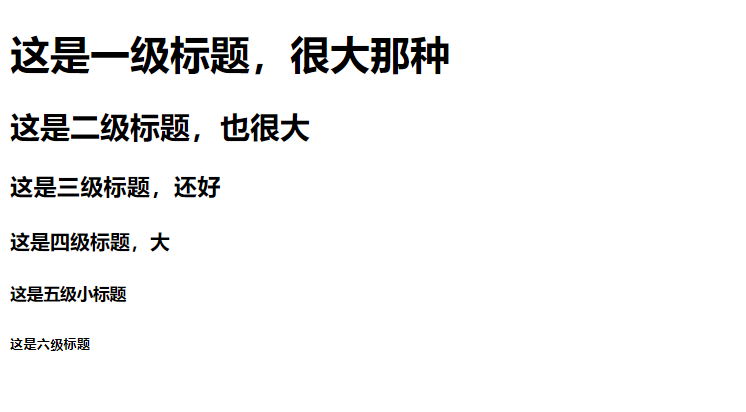 这是一级标题，很大那种
这是二级标题，也很大
这是三级标题，还好
这是四级标题，大
这是五级小标题
这是六级标题